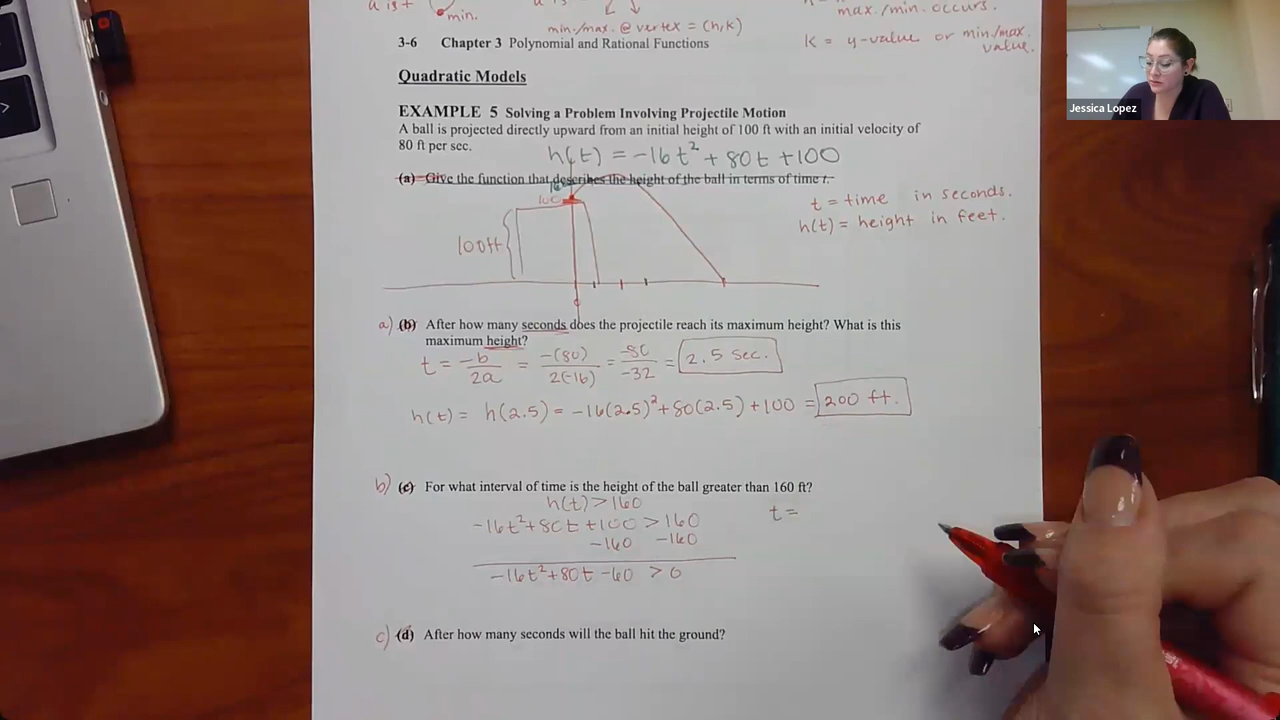 a is +
min.
max./min. occurs.
min./max. @ vertex = (h,k)
K = y-value or min/max.
value.
3-6 Chapter 3 Polynomial and Rational Functions
Jessica Lopez
Quadratic Models
EXAMPLE 5 Solving a Problem Involving Projectile Motion
A ball is projected directly upward from an initial height of 100 ft with an initial velocity of
80 ft per sec.
h(t) = -16t² + 80t + 100
(a) Give the function that describes the height of the ball in terms of time t.
t = time in seconds.
h(t) = height in feet.
100
100ft
a) (b) After how many seconds does the projectile reach its maximum height? What is this
maximum height?
t = -b/2a = -(80)/2(-16) = -80/-32 = 2.5 sec.
h(t) = h(2.5) = -16(2.5)² + 80(2.5) + 100 = 200 ft.
b) (c) For what interval of time is the height of the ball greater than 160 ft?
h(t) > 160
-16t² + 80t + 100 > 160
t =
-160 -160
-16t² + 80t - 60 > 0
c) (d) After how many seconds will the ball hit the ground?